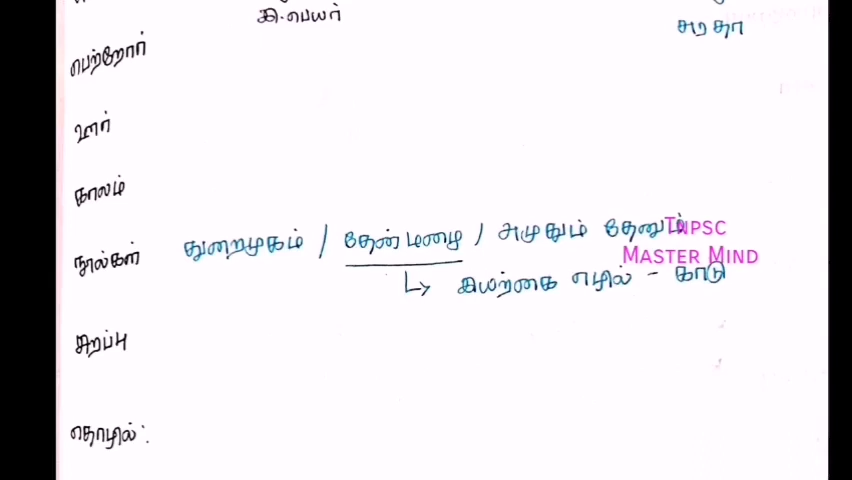 இ.பெயர்
சுரதா
பெற்றோர்
ஊர்
காலம்
நூல்கள் துறைமுகம் / தேன்மழை / அமுதும் தேனும்
இயற்கை எழில் - காடு
TNPSC
MASTER MIND
சிறப்பு
தொழில் :